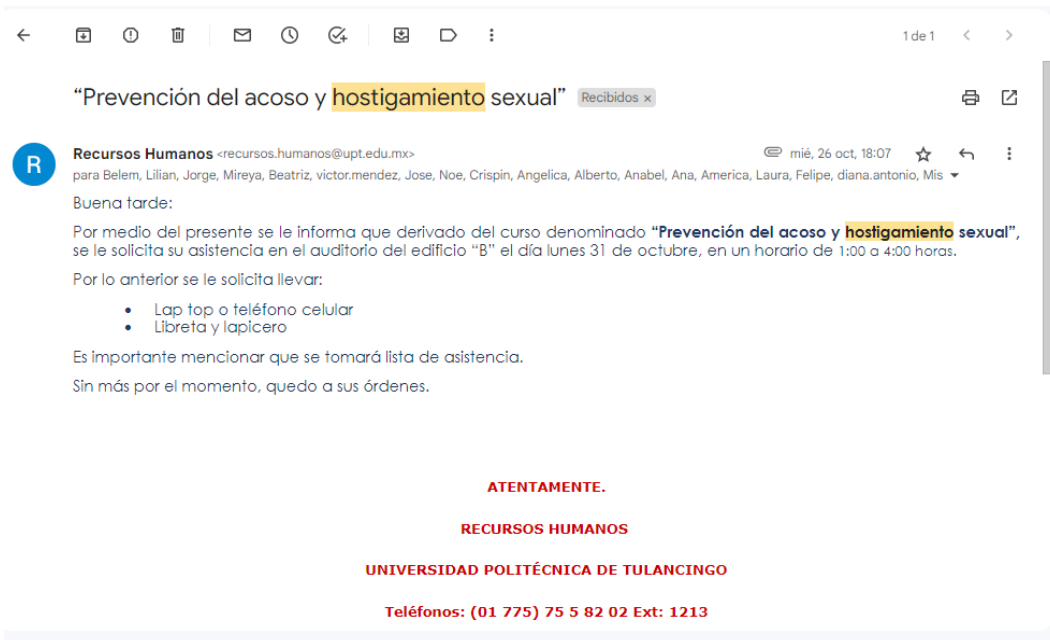 1 de 1
“Prevención del acoso y hostigamiento sexual” Recibidos x
R
Recursos Humanos <recursos.humanos@upt.edu.mx> mié, 26 oct, 18:07
para Belem, Lilian, Jorge, Mireya, Beatriz, victor.mendez, Jose, Noe, Crispin, Angelica, Alberto, Anabel, Ana, America, Laura, Felipe, diana.antonio, Mis
Buena tarde:
Por medio del presente se le informa que derivado del curso denominado “Prevención del acoso y hostigamiento sexual”,
se le solicita su asistencia en el auditorio del edificio “B” el día lunes 31 de octubre, en un horario de 1:00 a 4:00 horas.
Por lo anterior se le solicita llevar:
• Lap top o teléfono celular
• Libreta y lapicero
Es importante mencionar que se tomará lista de asistencia.
Sin más por el momento, quedo a sus órdenes.
ATENTAMENTE.
RECURSOS HUMANOS
UNIVERSIDAD POLITÉCNICA DE TULANCINGO
Teléfonos: (01 775) 75 5 82 02 Ext: 1213